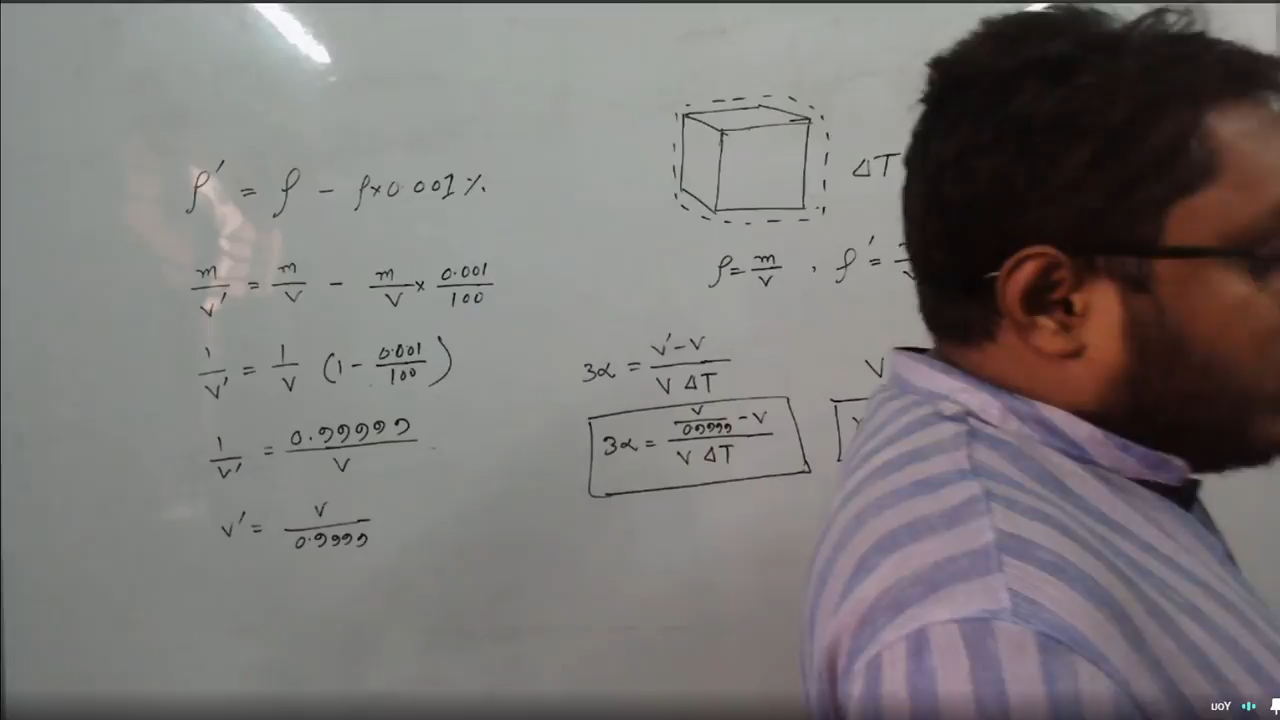 ρ' = ρ - ρ×0.001%.
m/v' = m/v - m/v × 0.001/100
1/v' = 1/v (1 - 0.001/100)
1/v' = 0.99999/v
v' = v/0.9999
ΔT
ρ = m/v , ρ' =
3α = v'-v / v ΔT
V
3α = v/0.9999 - v / v ΔT
uoY